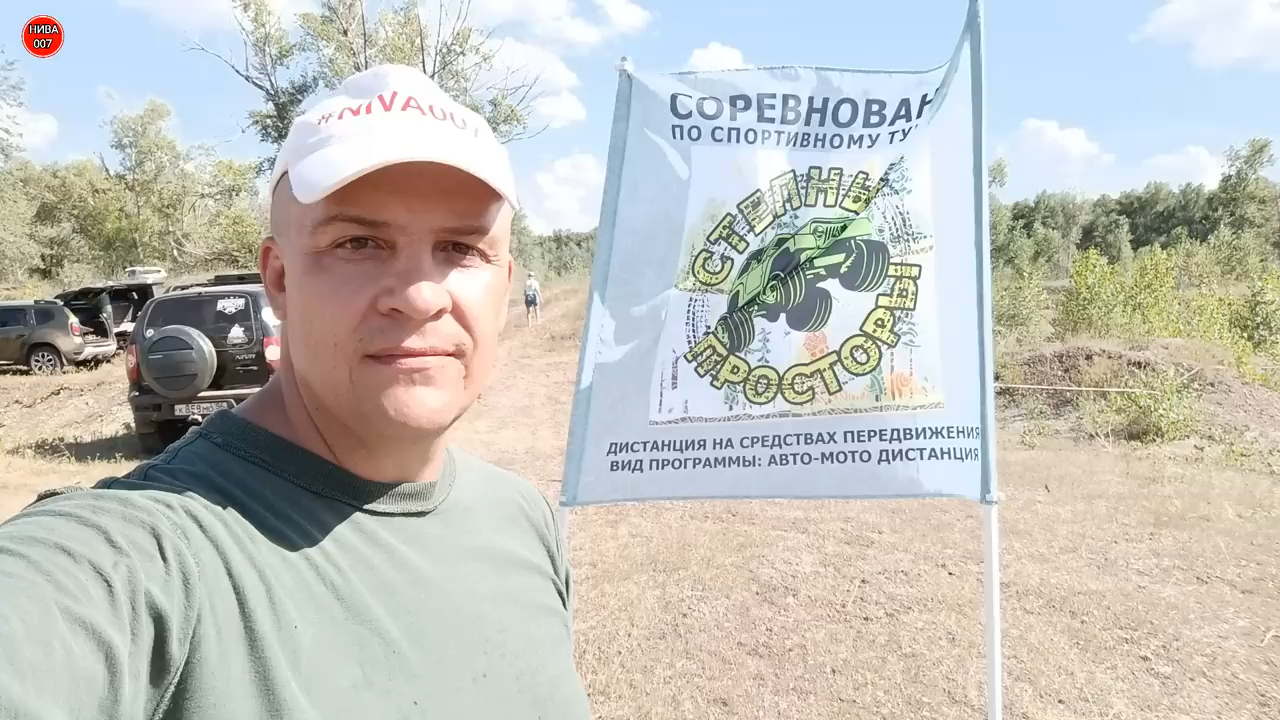 НИВА
007
#NIVA007
СОРЕВНОВАН
ПО СПОРТИВНОМУ ТУ
СТЕПНЫ
ПРОСТОРЫ
ДИСТАНЦИЯ НА СРЕДСТВАХ ПЕРЕДВИЖЕНИЯ
ВИД ПРОГРАММЫ: АВТО-МОТО ДИСТАНЦИЯ